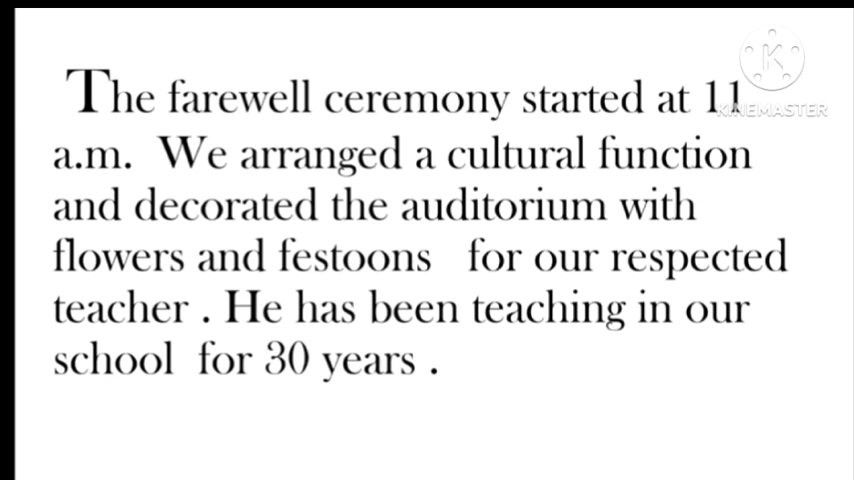 The farewell ceremony started at 11
a.m. We arranged a cultural function
and decorated the auditorium with
flowers and festoons for our respected
teacher . He has been teaching in our
school for 30 years .
K
KINEMASTER